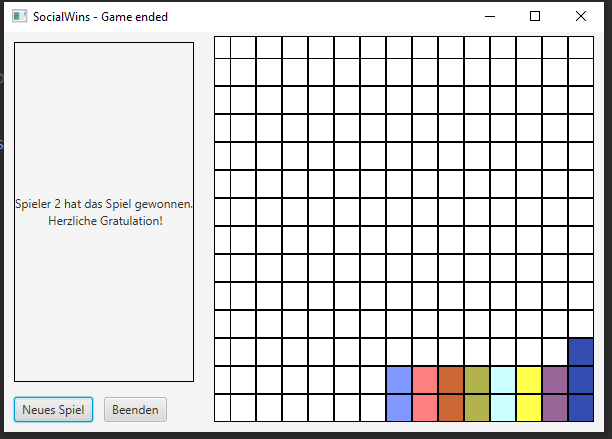 SocialWins - Game ended
Spieler 2 hat das Spiel gewonnen.
Herzliche Gratulation!
Neues Spiel
Beenden